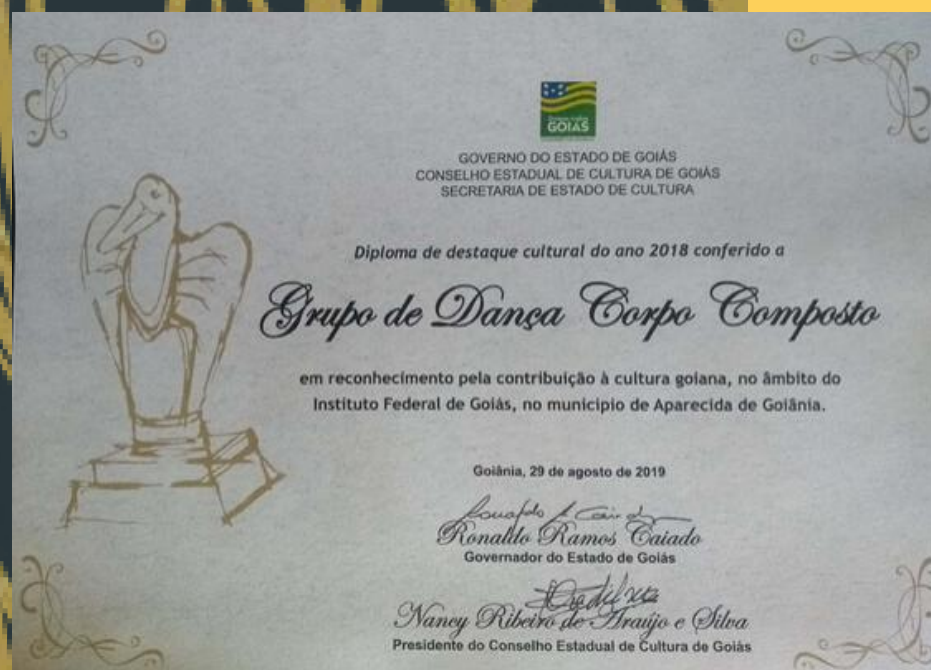 GOIÁS
GOVERNO DO ESTADO DE GOIÁS
CONSELHO ESTADUAL DE CULTURA DE GOIÁS
SECRETARIA DE ESTADO DE CULTURA
Diploma de destaque cultural do ano 2018 conferido a
Grupo de Dança Corpo Composto
em reconhecimento pela contribuição à cultura goiana, no âmbito do
Instituto Federal de Goiás, no município de Aparecida de Goiânia.
Goiânia, 29 de agosto de 2019
Ronaldo Ramos Caiado
Governador do Estado de Goiás
Nancy Ribeiro de Araújo e Silva
Presidente do Conselho Estadual de Cultura de Goiás